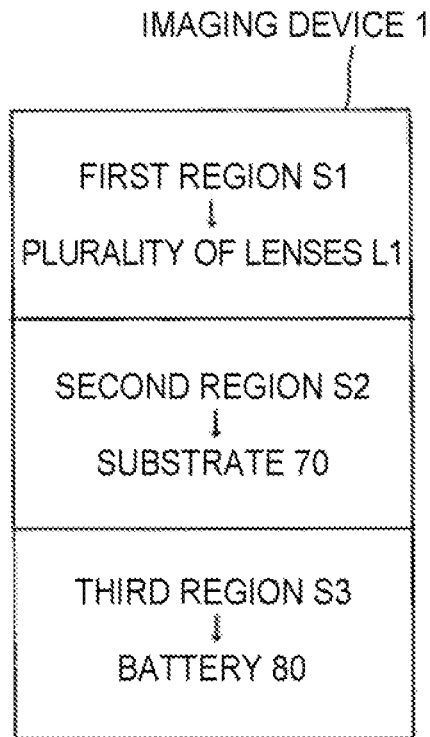 IMAGING DEVICE 1
FIRST REGION S1
↓
PLURALITY OF LENSES L1
SECOND REGION S2
↓
SUBSTRATE 70
THIRD REGION S3
↓
BATTERY 80